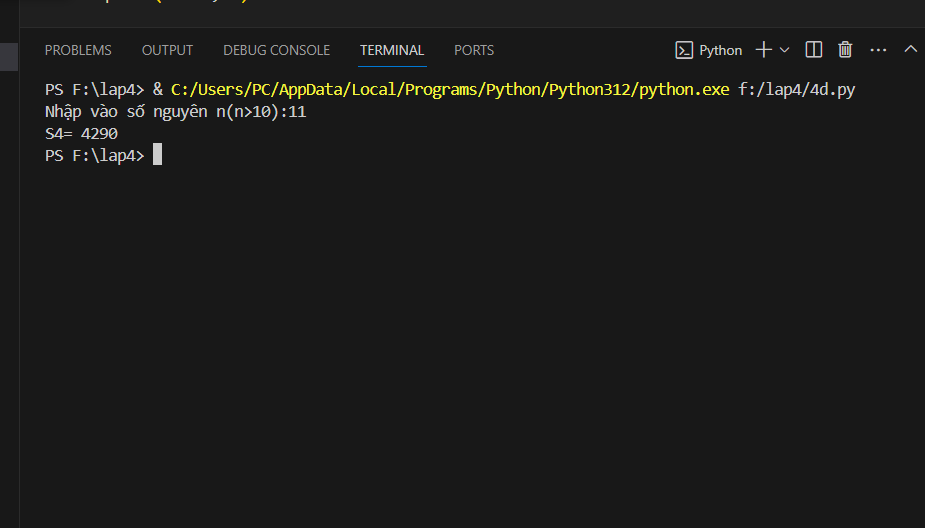 PROBLEMS OUTPUT DEBUG CONSOLE TERMINAL PORTS Python
PS F:\lap4> & C:/Users/PC/AppData/Local/Programs/Python/Python312/python.exe f:/lap4/4d.py
Nhập vào số nguyên n(n>10):11
S4= 4290
PS F:\lap4>